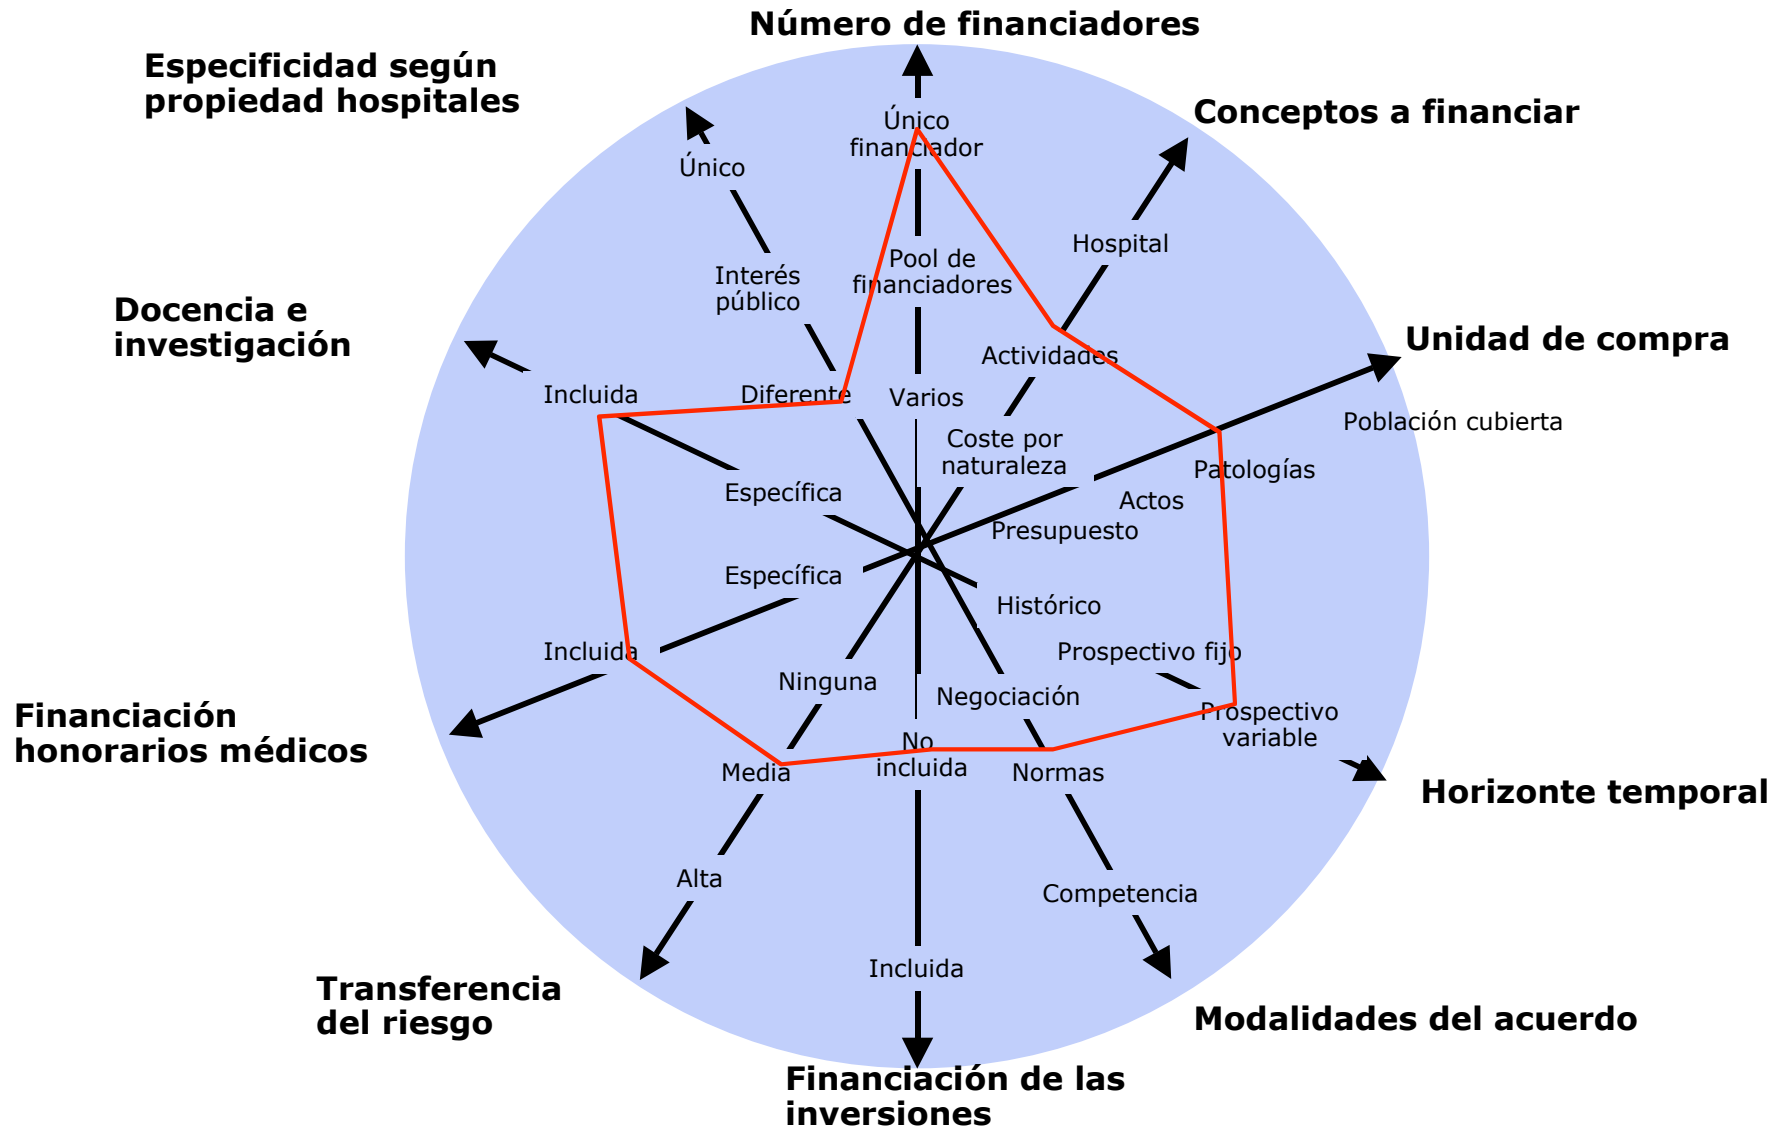 Número de financiadores
Especificidad según
propiedad hospitales
Conceptos a financiar
Único
financiador
Único
Hospital
Pool de
financiadores
Interés
público
Docencia e
investigación
Unidad de compra
Actividades
Incluida
Diferente
Varios
Población cubierta
Coste por
naturaleza
Patologías
Específica
Actos
Presupuesto
Específica
Histórico
Incluida
Prospectivo fijo
Ninguna
Negociación
Prospectivo
variable
Financiación
honorarios médicos
No
incluida
Media
Normas
Horizonte temporal
Alta
Competencia
Incluida
Transferencia
del riesgo
Modalidades del acuerdo
Financiación de las
inversiones